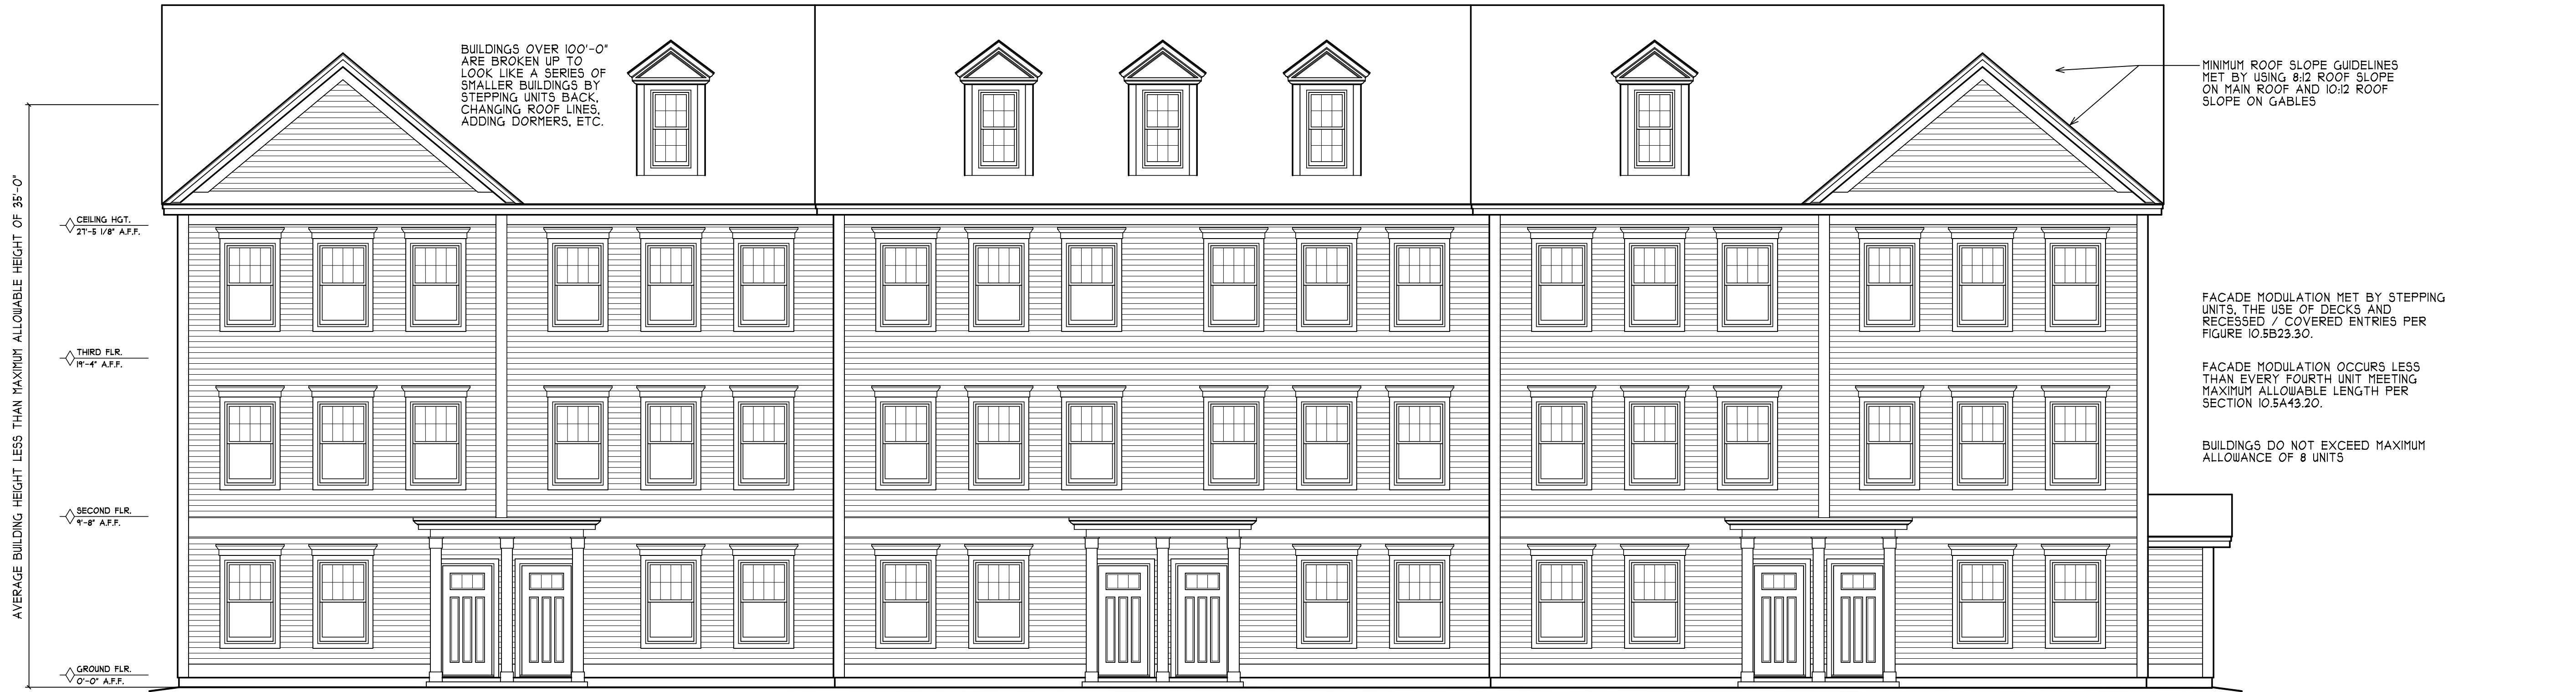 BUILDINGS OVER 100'-0"
ARE BROKEN UP TO
LOOK LIKE A SERIES OF
SMALLER BUILDINGS BY
STEPPING UNITS BACK,
CHANGING ROOF LINES,
ADDING DORMERS, ETC.
MINIMUM ROOF SLOPE GUIDELINES
MET BY USING 8:12 ROOF SLOPE
ON MAIN ROOF AND 10:12 ROOF
SLOPE ON GABLES
AVERAGE BUILDING HEIGHT LESS THAN MAXIMUM ALLOWABLE HEIGHT OF 35'-0"
CEILING HGT.
27'-5 1/8" A.F.F.
THIRD FLR.
19'-4" A.F.F.
SECOND FLR.
9'-8" A.F.F.
GROUND FLR.
0'-0" A.F.F.
FACADE MODULATION MET BY STEPPING
UNITS, THE USE OF DECKS AND
RECESSED / COVERED ENTRIES PER
FIGURE 10.5B23.30.
FACADE MODULATION OCCURS LESS
THAN EVERY FOURTH UNIT MEETING
MAXIMUM ALLOWABLE LENGTH PER
SECTION 10.5A43.20.
BUILDINGS DO NOT EXCEED MAXIMUM
ALLOWANCE OF 8 UNITS